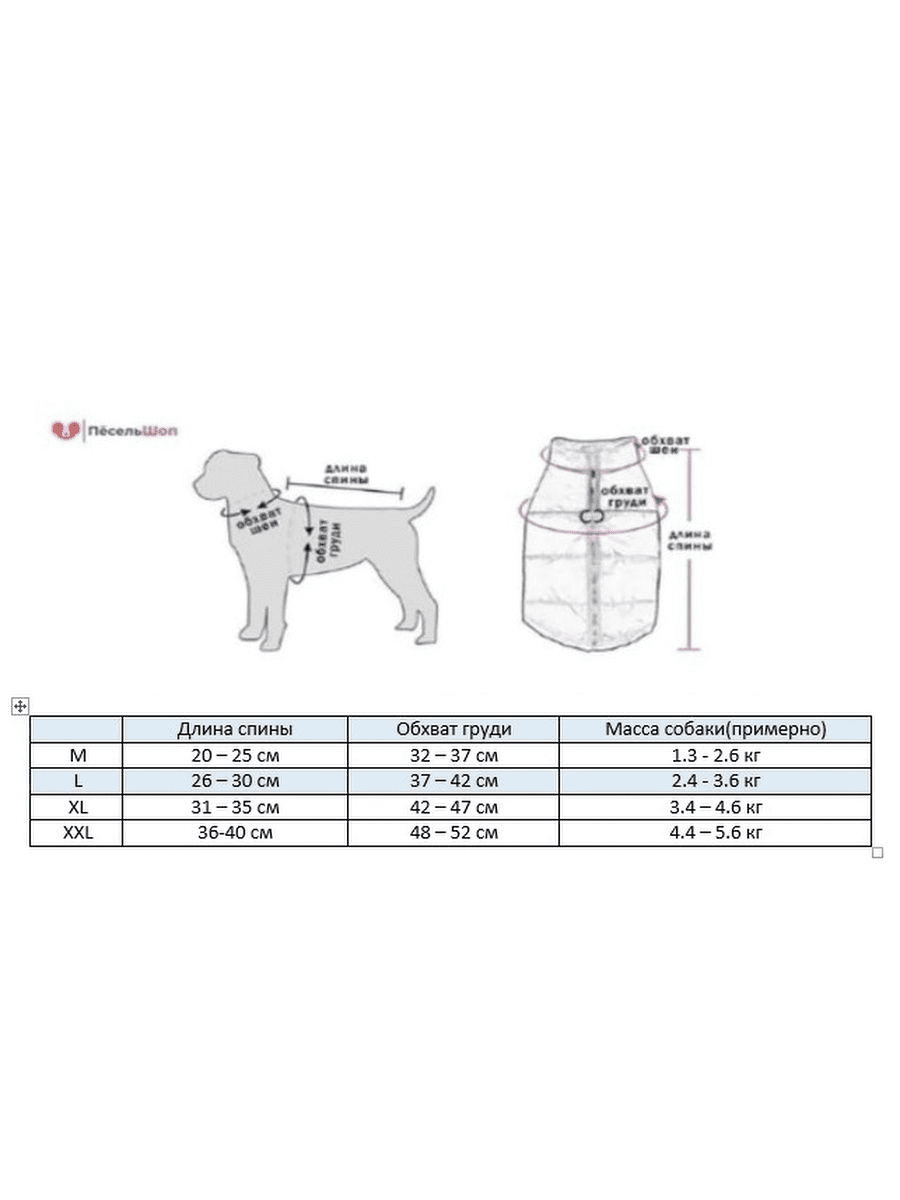 ПёсельШоп
длина
спины
обхват
шеи
обхват
груди
обхват
шеи
обхват
груди
длина
спины
Длина спины Обхват груди Масса собаки(примерно)
M 20 – 25 см 32 – 37 см 1.3 - 2.6 кг
L 26 – 30 см 37 – 42 см 2.4 - 3.6 кг
XL 31 – 35 см 42 – 47 см 3.4 – 4.6 кг
XXL 36-40 см 48 – 52 см 4.4 – 5.6 кг